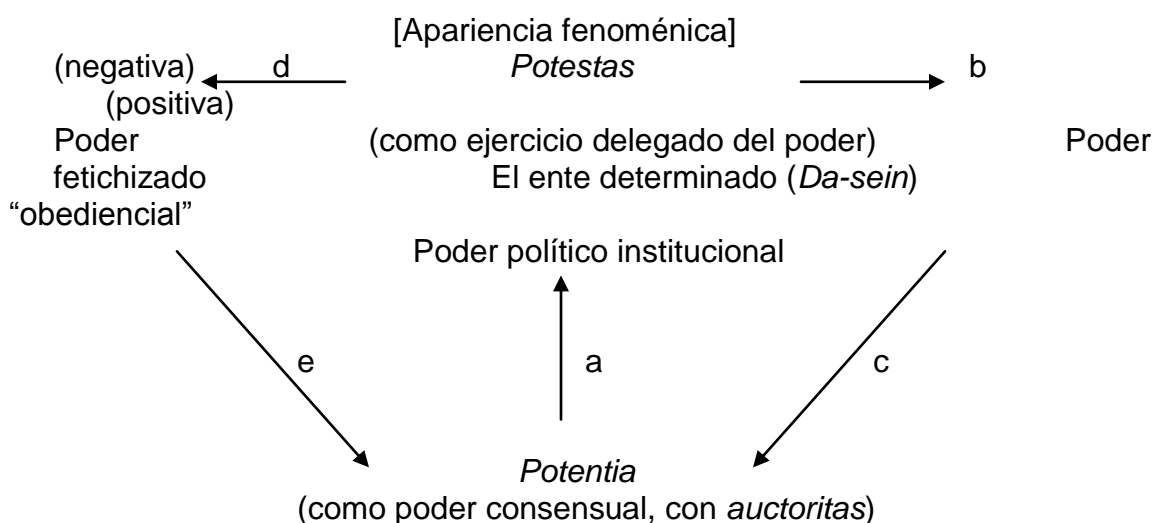 [Apariencia fenoménica]
(negativa) d Potestas b
(positiva)
Poder (como ejercicio delegado del poder) Poder
fetichizado El ente determinado (Da-sein)
“obediencial”
Poder político institucional
e a c
Potentia
(como poder consensual, con auctoritas)